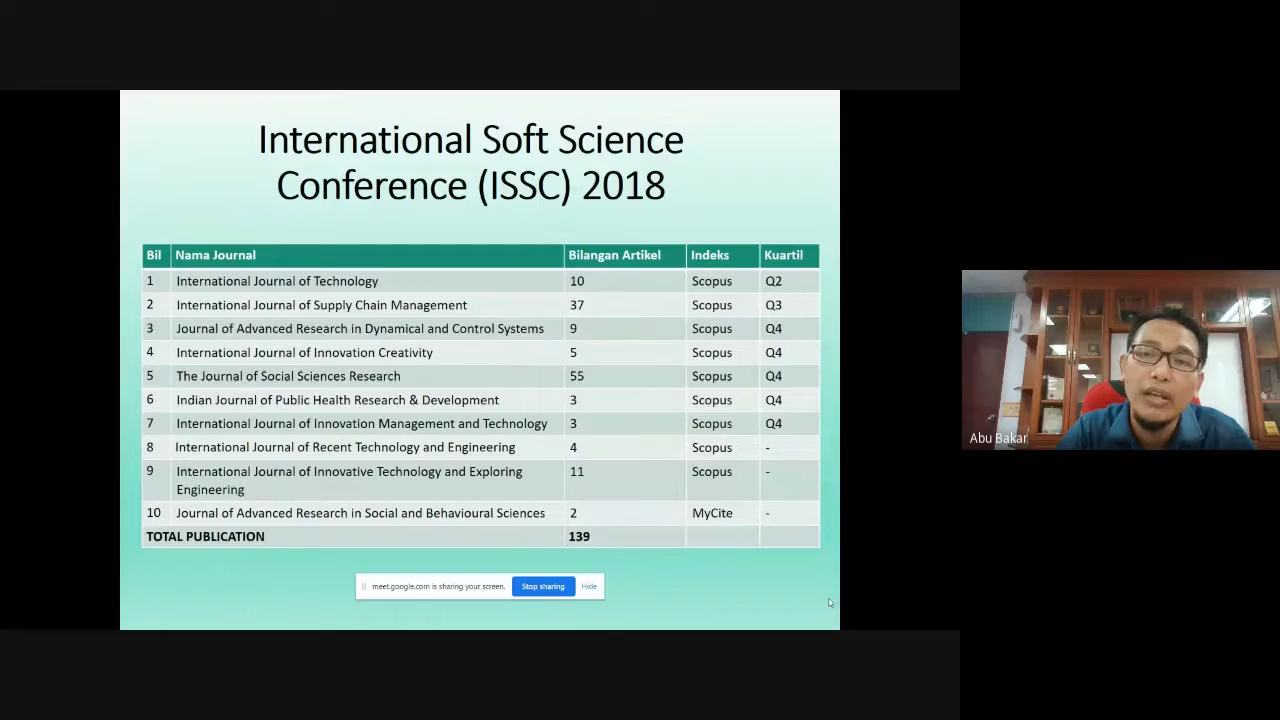 International Soft Science
Conference (ISSC) 2018
Bil Nama Journal Bilangan Artikel Indeks Kuartil
1 International Journal of Technology 10 Scopus Q2
2 International Journal of Supply Chain Management 37 Scopus Q3
3 Journal of Advanced Research in Dynamical and Control Systems 9 Scopus Q4
4 International Journal of Innovation Creativity 5 Scopus Q4
5 The Journal of Social Sciences Research 55 Scopus Q4
6 Indian Journal of Public Health Research & Development 3 Scopus Q4
7 International Journal of Innovation Management and Technology 3 Scopus Q4
8 International Journal of Recent Technology and Engineering 4 Scopus -
9 International Journal of Innovative Technology and Exploring 11 Scopus -
Engineering
10 Journal of Advanced Research in Social and Behavioural Sciences 2 MyCite -
TOTAL PUBLICATION 139
meet.google.com is sharing your screen. Stop sharing Hide
Abu Bakar